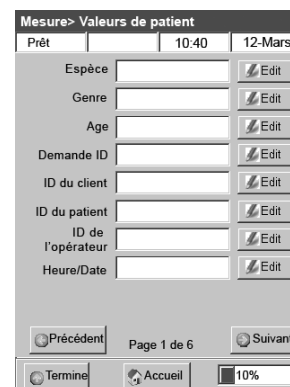 Mesure> Valeurs de patient
Prêt 10:40 12-Mars
Espèce Edit
Genre Edit
Age Edit
Demande ID Edit
ID du client Edit
ID du patient Edit
ID de
l'opérateur Edit
Heure/Date Edit
Précédent Page 1 de 6 Suivant
Termine Accueil 10%